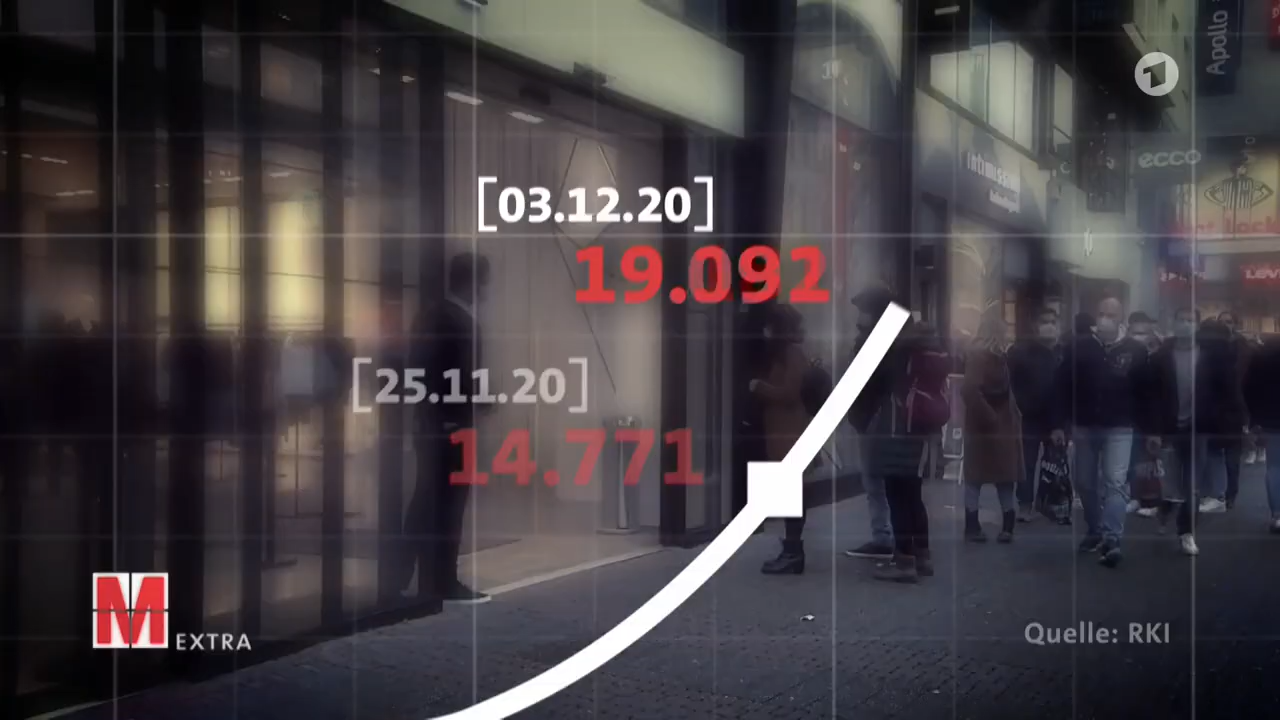 Apollo
ecco
[03.12.20]
19.092
[25.11.20]
14.771
M EXTRA
Quelle: RKI